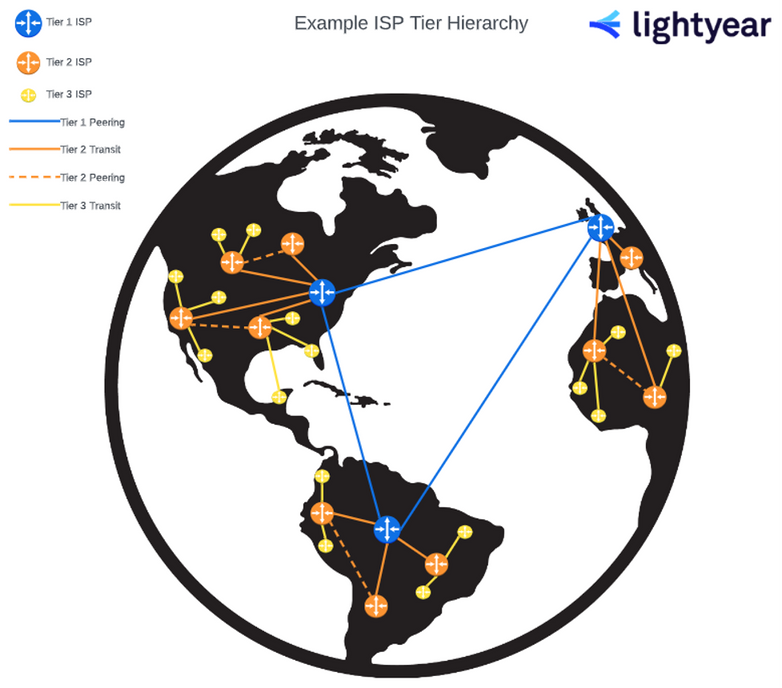 Example ISP Tier Hierarchy
lightyear
Tier 1 ISP
Tier 2 ISP
Tier 3 ISP
Tier 1 Peering
Tier 2 Transit
Tier 2 Peering
Tier 3 Transit